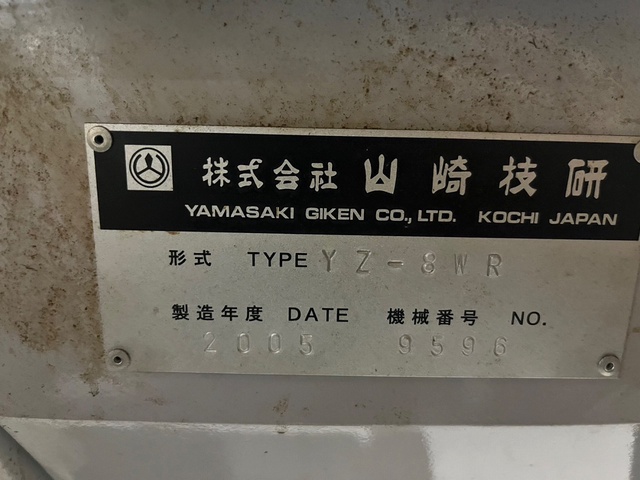 株式会社 山崎技研
YAMASAKI GIKEN CO., LTD. KOCHI JAPAN
形式 TYPE YZ-8WR
製造年度 DATE 機械番号 NO.
2005 9596